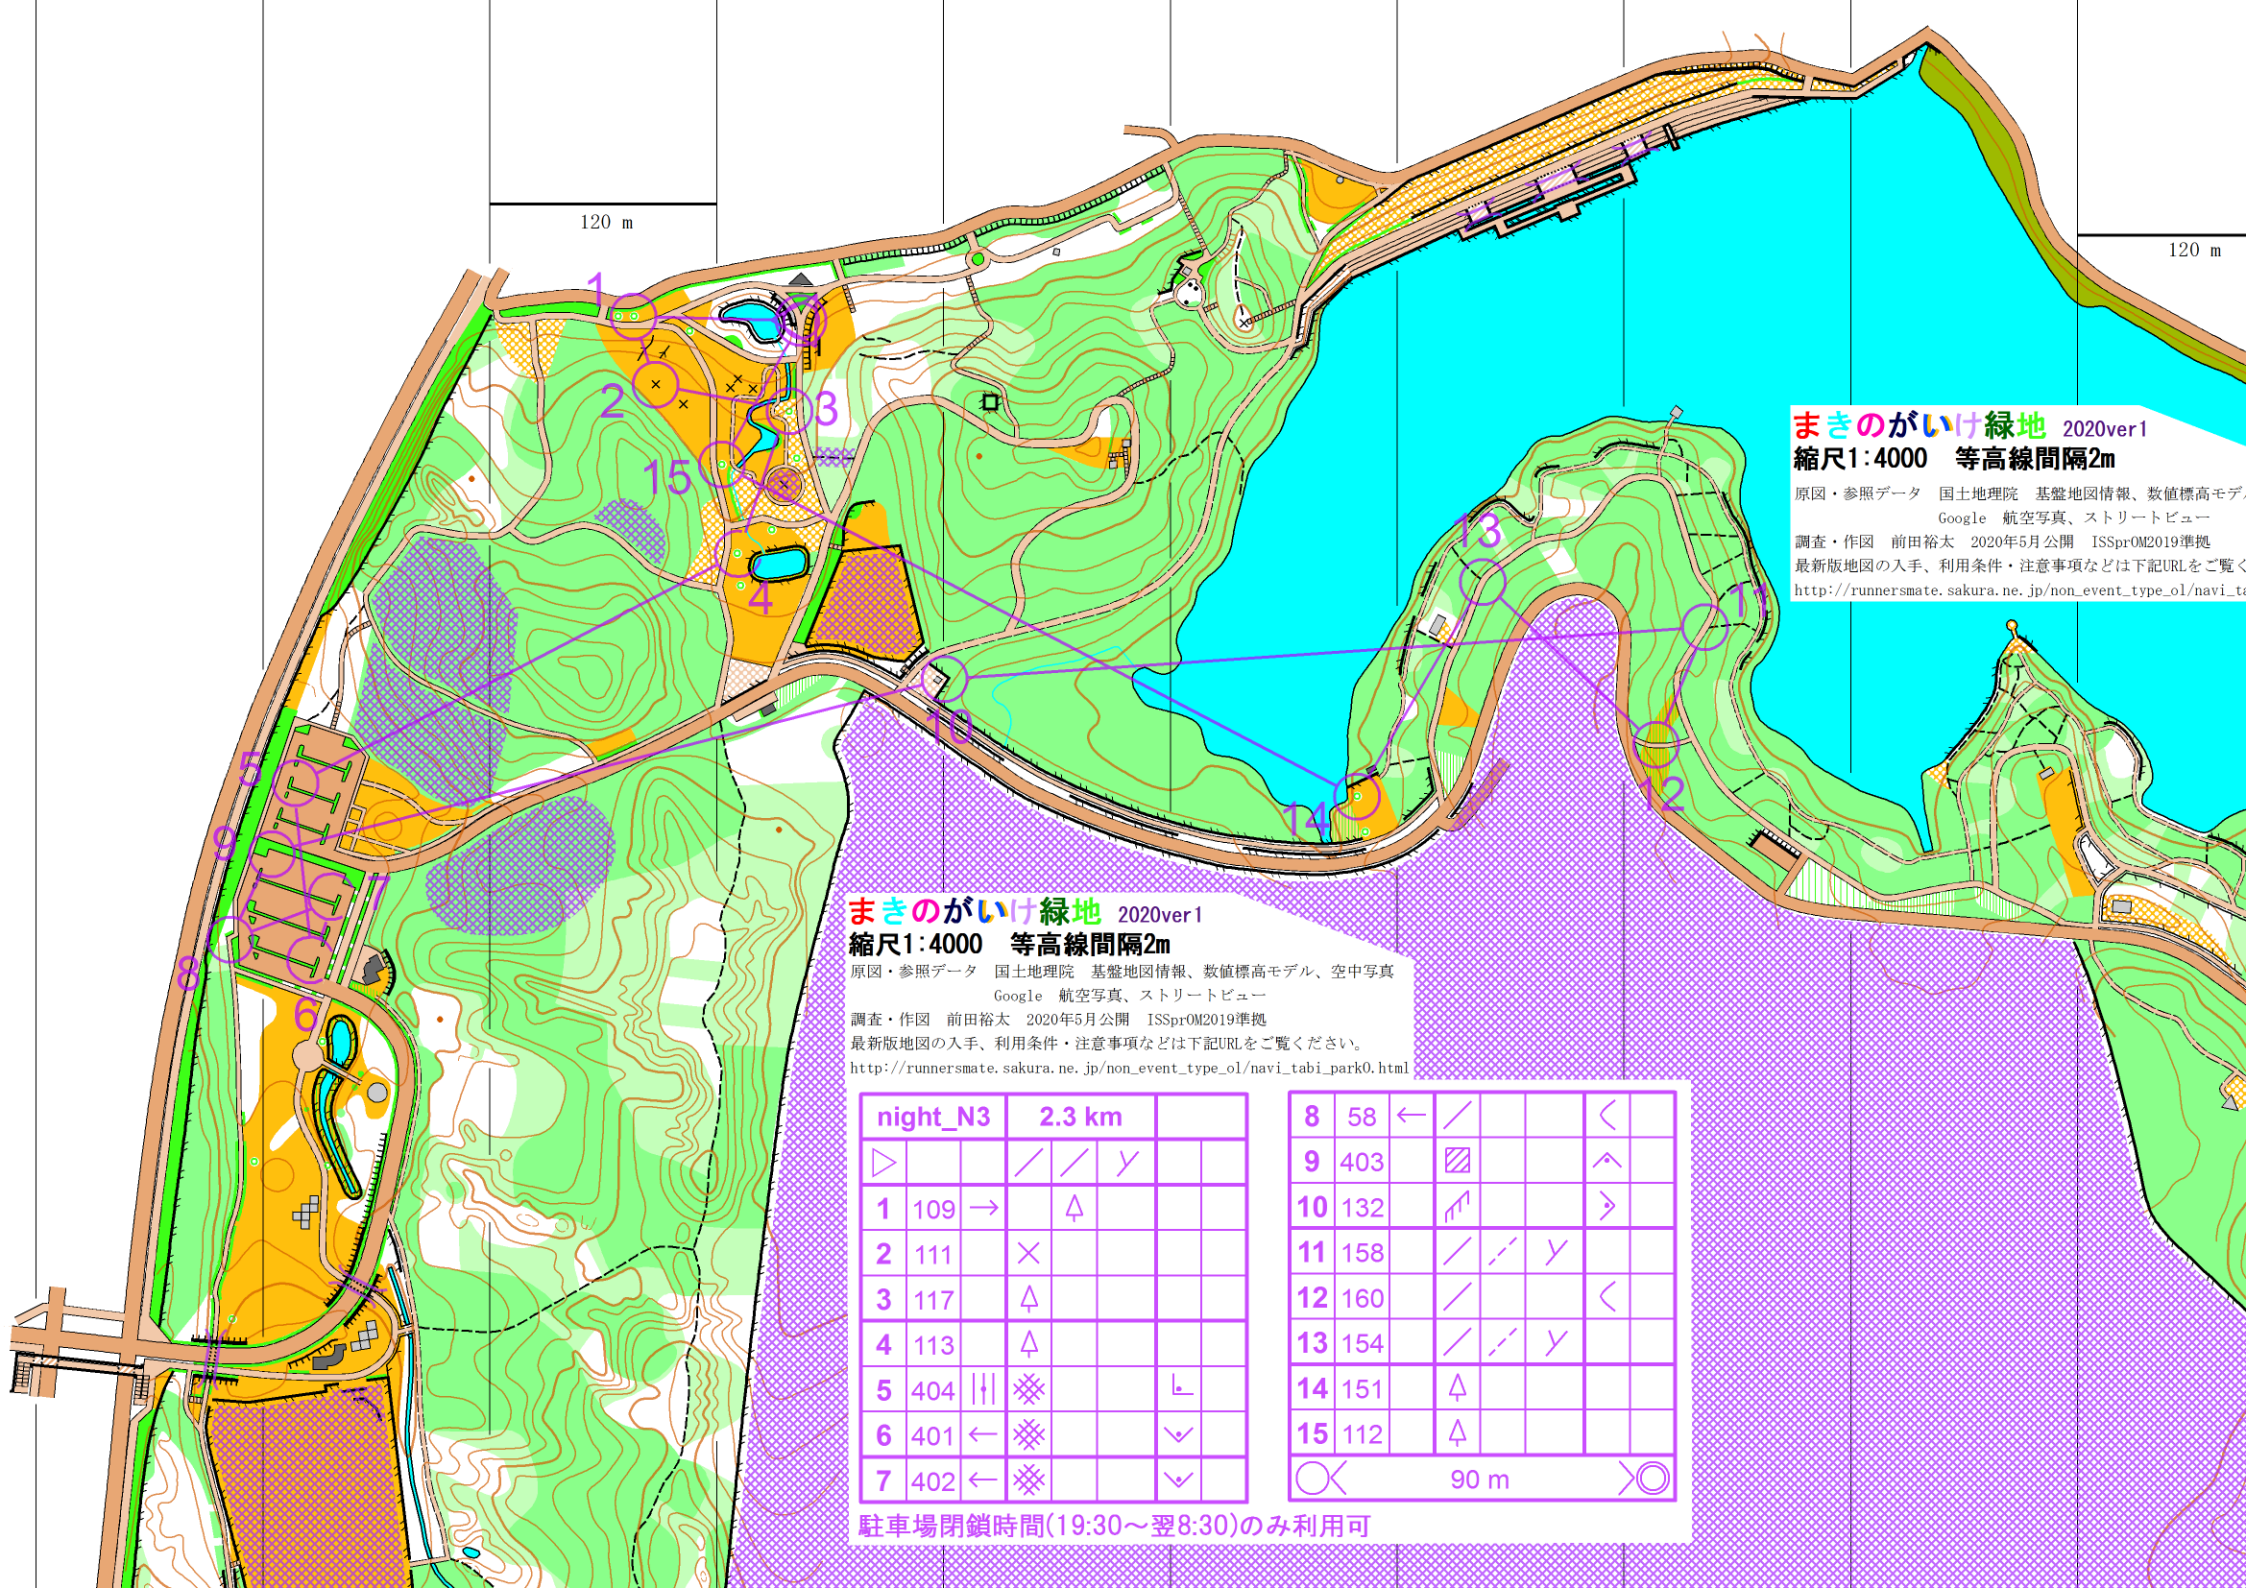 120 m
120 m
1
2
3
15
4
5
9
7
8
6
10
13
11
12
14
まきのがいけ緑地 2020ver1
縮尺1:4000 等高線間隔2m
原図・参照データ 国土地理院 基盤地図情報、数値標高モデ
Google 航空写真、ストリートビュー
調査・作図 前田裕太 2020年5月公開 ISSprOM2019準拠
最新版地図の入手、利用条件・注意事項などは下記URLをご覧く
http://runnersmate.sakura.ne.jp/non_event_type_ol/navi_ta
まきのがいけ緑地 2020ver1
縮尺1:4000 等高線間隔2m
原図・参照データ 国土地理院 基盤地図情報、数値標高モデル、空中写真
Google 航空写真、ストリートビュー
調査・作図 前田裕太 2020年5月公開 ISSprOM2019準拠
最新版地図の入手、利用条件・注意事項などは下記URLをご覧ください。
http://runnersmate.sakura.ne.jp/non_event_type_ol/navi_tabi_park0.html
night_N3 2.3 km
1 109
2 111
3 117
4 113
5 404
6 401
7 402
8 58
9 403
10 132
11 158
12 160
13 154
14 151
15 112
90 m
駐車場閉鎖時間(19:30～翌8:30)のみ利用可